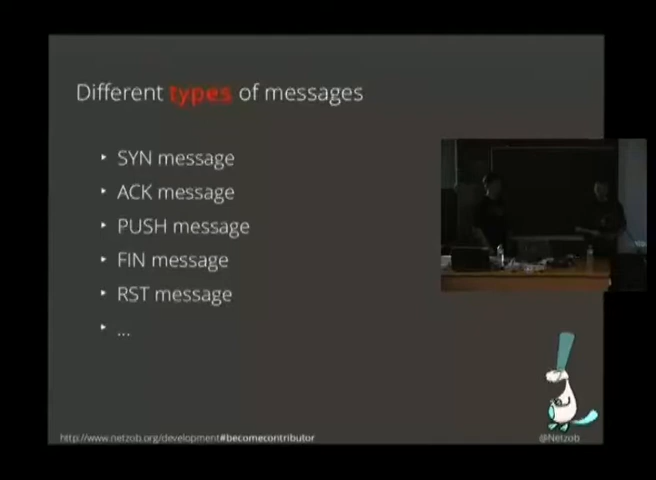 Different types of messages
SYN message
ACK message
PUSH message
FIN message
RST message
...
http://www.netzob.org/development#becomecontributor
@Netzob